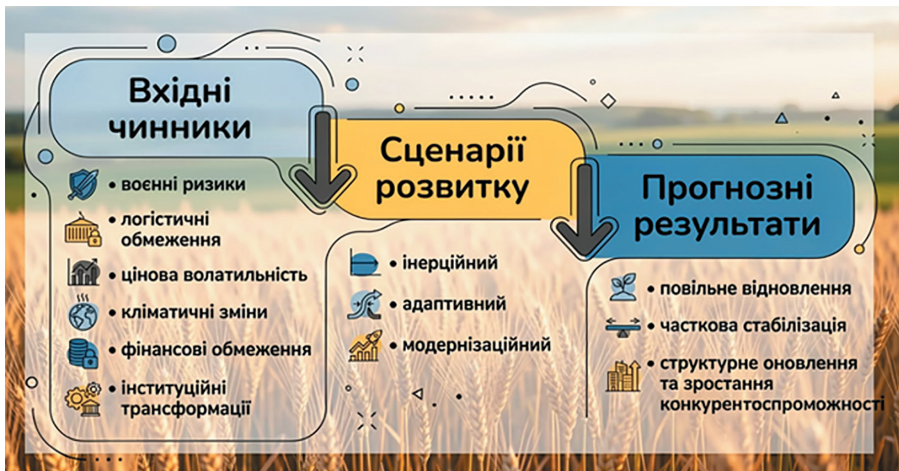 Вхідні
чинники
• воєнні ризики
• логістичні
обмеження
• цінова волатильність
• кліматичні зміни
• фінансові обмеження
• інституційні
трансформації
Сценарії
розвитку
• інерційний
• адаптивний
• модернізаційний
Прогнозні
результати
• повільне відновлення
• часткова стабілізація
• структурне оновлення
та зростання
конкурентоспроможності